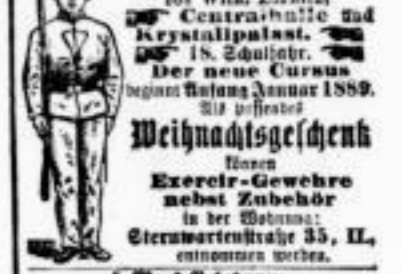 Centralhalle und
Krystallpalast.
18. Schuljahr.
Der neue Cursus
beginnt Anfang Januar 1889.
Als passendes
Weihnachtsgeschenk
können
Exercir-Gewehre
nebst Zubehör
in der Wohnung:
Sternwartenstraße 35, II.,
entnommen werden.